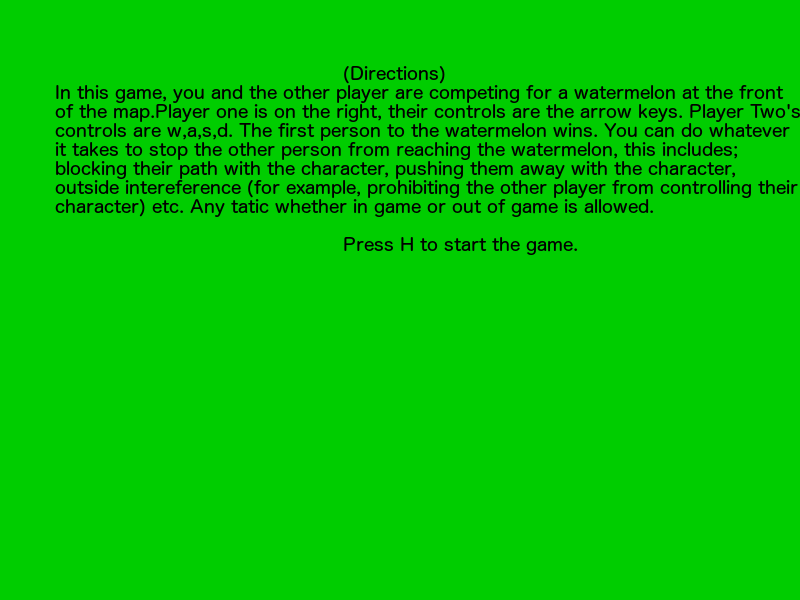 (Directions)
In this game, you and the other player are competing for a watermelon at the front
of the map.Player one is on the right, their controls are the arrow keys. Player Two's
controls are w,a,s,d. The first person to the watermelon wins. You can do whatever
it takes to stop the other person from reaching the watermelon, this includes;
blocking their path with the character, pushing them away with the character,
outside intereference (for example, prohibiting the other player from controlling their
character) etc. Any tatic whether in game or out of game is allowed.
Press H to start the game.